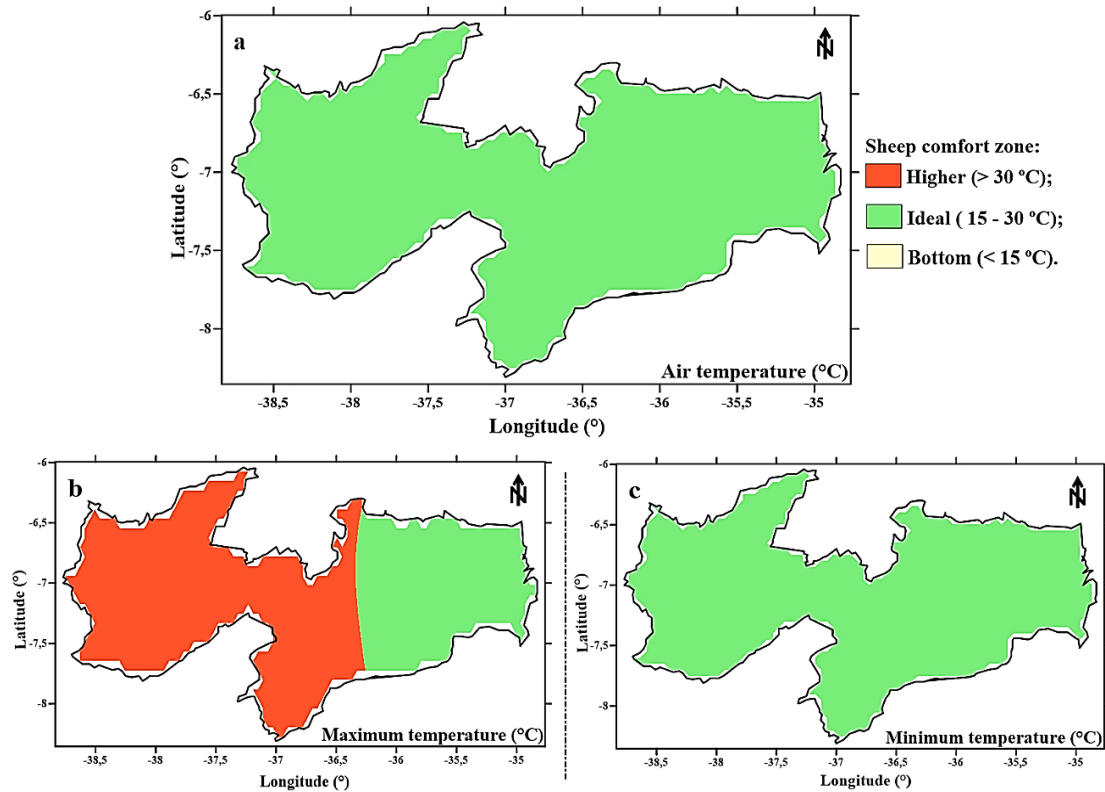 a
N
-6
-6,5
-7
-7,5
-8
Latitude (°)
Air temperature (°C)
-38,5
-38
-37,5
-37
-36,5
-36
-35,5
-35
Longitude (°)
Sheep comfort zone:
Higher (> 30 ºC);
Ideal ( 15 - 30 ºC);
Bottom (< 15 ºC).
b
N
-6
-6,5
-7
-7,5
-8
Latitude (°)
Maximum temperature (°C)
-38,5
-38
-37,5
-37
-36,5
-36
-35,5
-35
Longitude (°)
c
N
-6
-6,5
-7
-7,5
-8
Latitude (°)
Minimum temperature (°C)
-38,5
-38
-37,5
-37
-36,5
-36
-35,5
-35
Longitude (°)